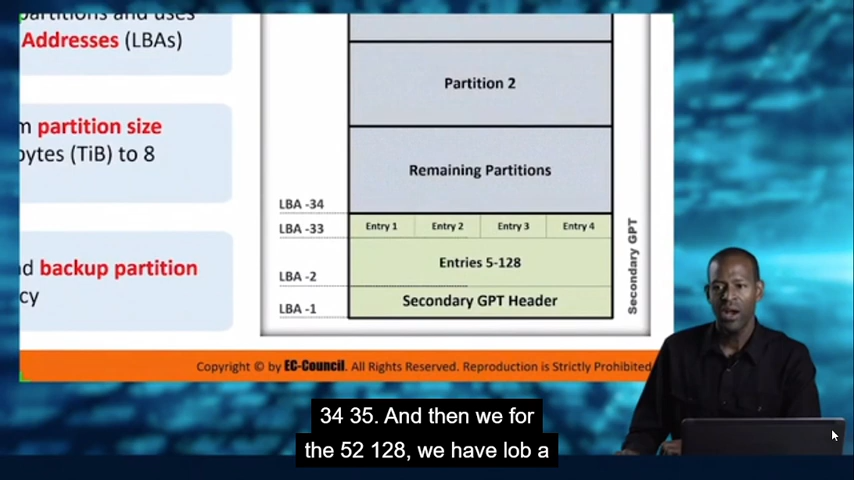 partitions and uses
Addresses (LBAs)
partition size
bytes (TiB) to 8
backup partition
Partition 2
Remaining Partitions
LBA -34
LBA -33
Entry 1 Entry 2 Entry 3 Entry 4
Entries 5-128
LBA -2
Secondary GPT Header
LBA -1
Secondary GPT
Copyright © by EC-Council. All Rights Reserved. Reproduction is Strictly Prohibited
34 35. And then we for
the 52 128, we have lob a